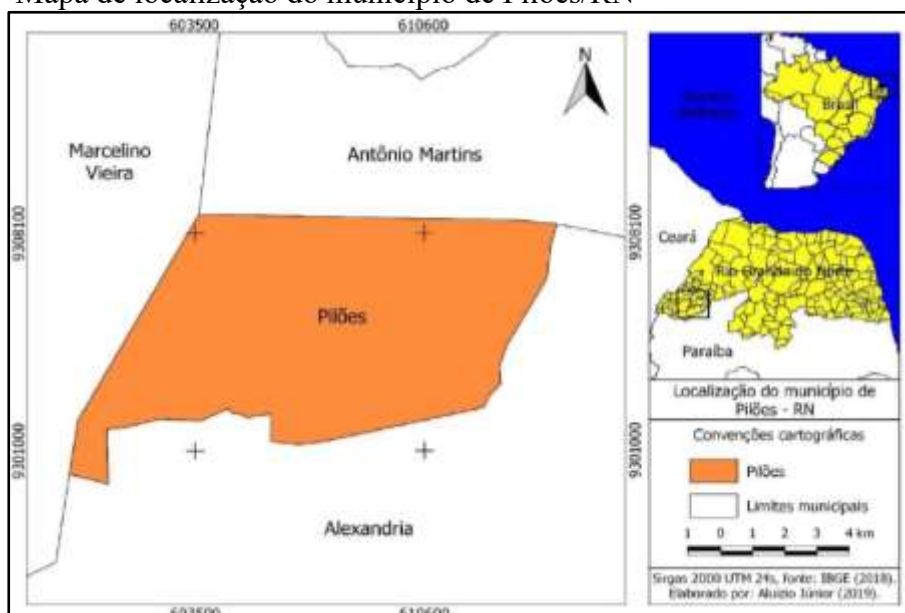 Mapa de localização do município de Pilões/RN
603500 610600
N
Marcelino
Vieira
Antônio Martins
9308100
9308100
Pilões
9301000
9301000
Alexandria
603500 610600
Brasil
Ceará
Rio Grande do Norte
Paraíba
Localização do município de
Pilões - RN
Convenções cartográficas
Pilões
Limites municipais
1 0 1 2 3 4 km
Sirgas 2000 UTM 24s, Fonte: IBGE (2018).
Elaborado por: Aluizio Júnior (2019).